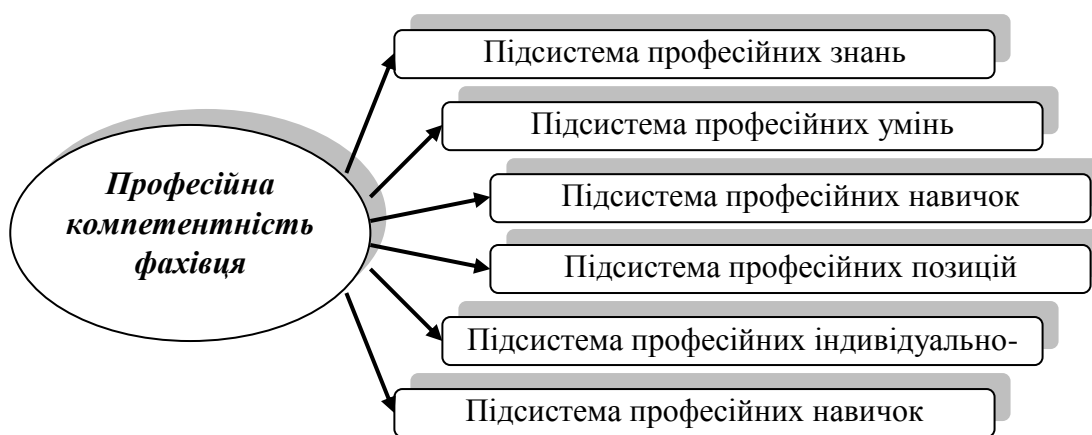 Професійна
компетентність
фахівця
Підсистема професійних знань
Підсистема професійних умінь
Підсистема професійних навичок
Підсистема професійних позицій
Підсистема професійних індивідуально-
Підсистема професійних навичок